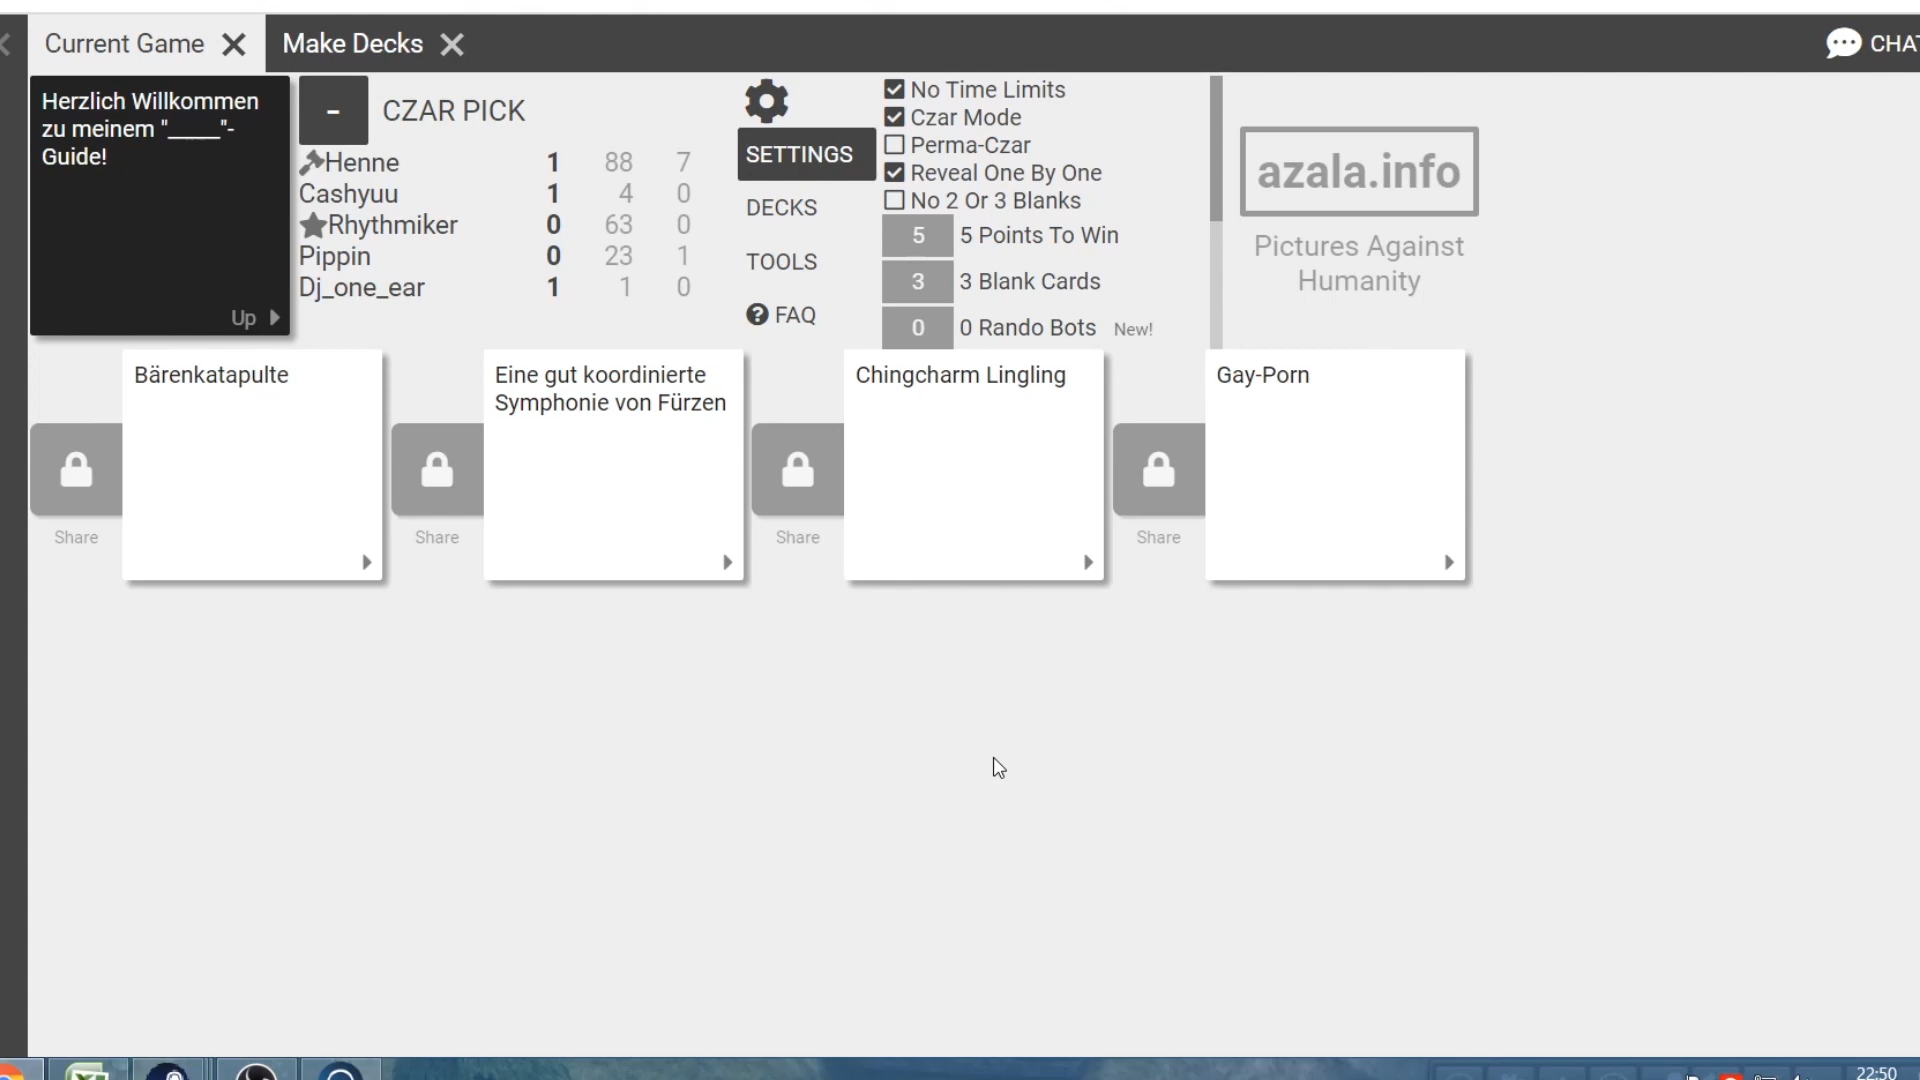 Current Game
Make Decks
CHAT
Herzlich Willkommen
zu meinem "_____"-
Guide!
Up
-
CZAR PICK
Henne 1 88 7
Cashyuu 1 4 0
Rhythmiker 0 63 0
Pippin 0 23 1
Dj_one_ear 1 1 0
SETTINGS
DECKS
TOOLS
FAQ
No Time Limits
Czar Mode
Perma-Czar
Reveal One By One
No 2 Or 3 Blanks
5 5 Points To Win
3 3 Blank Cards
0 0 Rando Bots New!
azala.info
Pictures Against
Humanity
Share
Bärenkatapulte
Share
Eine gut koordinierte
Symphonie von Fürzen
Share
Chingcharm Lingling
Share
Gay-Porn
22:50